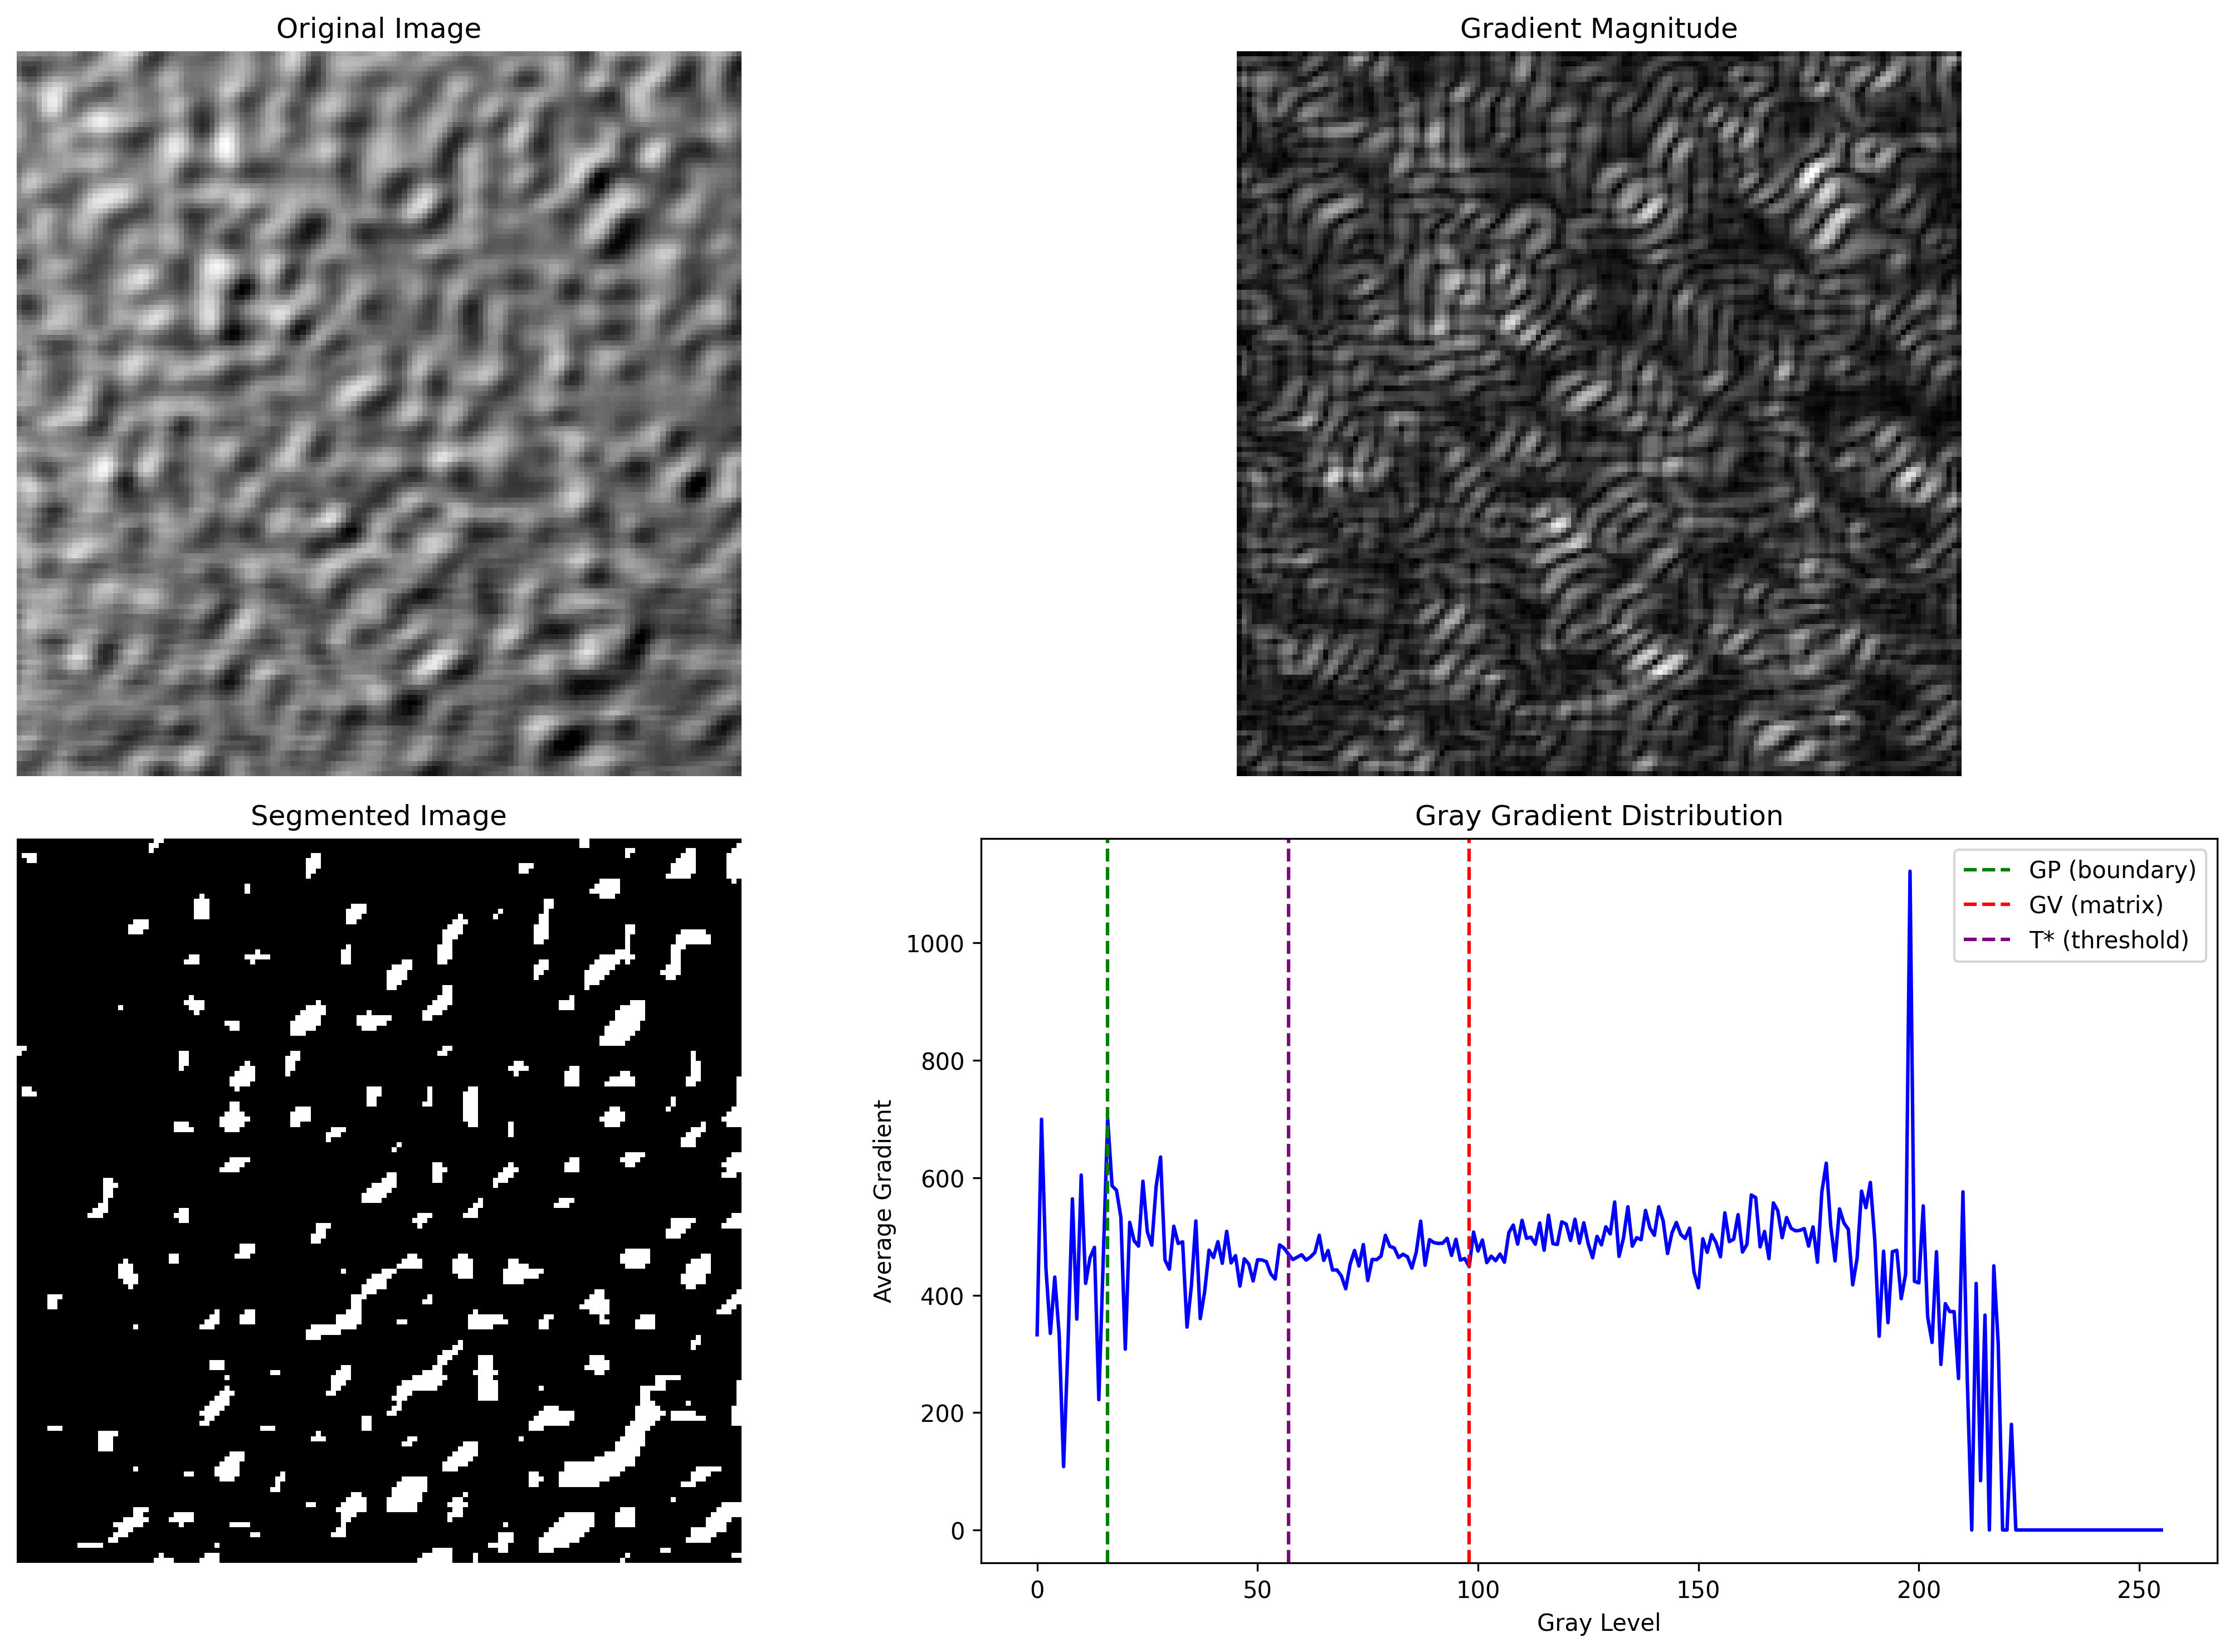 Original Image
Gradient Magnitude
Segmented Image
Gray Gradient Distribution
GP (boundary)
GV (matrix)
T* (threshold)
Average Gradient
1000
800
600
400
200
0
0
50
100
150
200
250
Gray Level